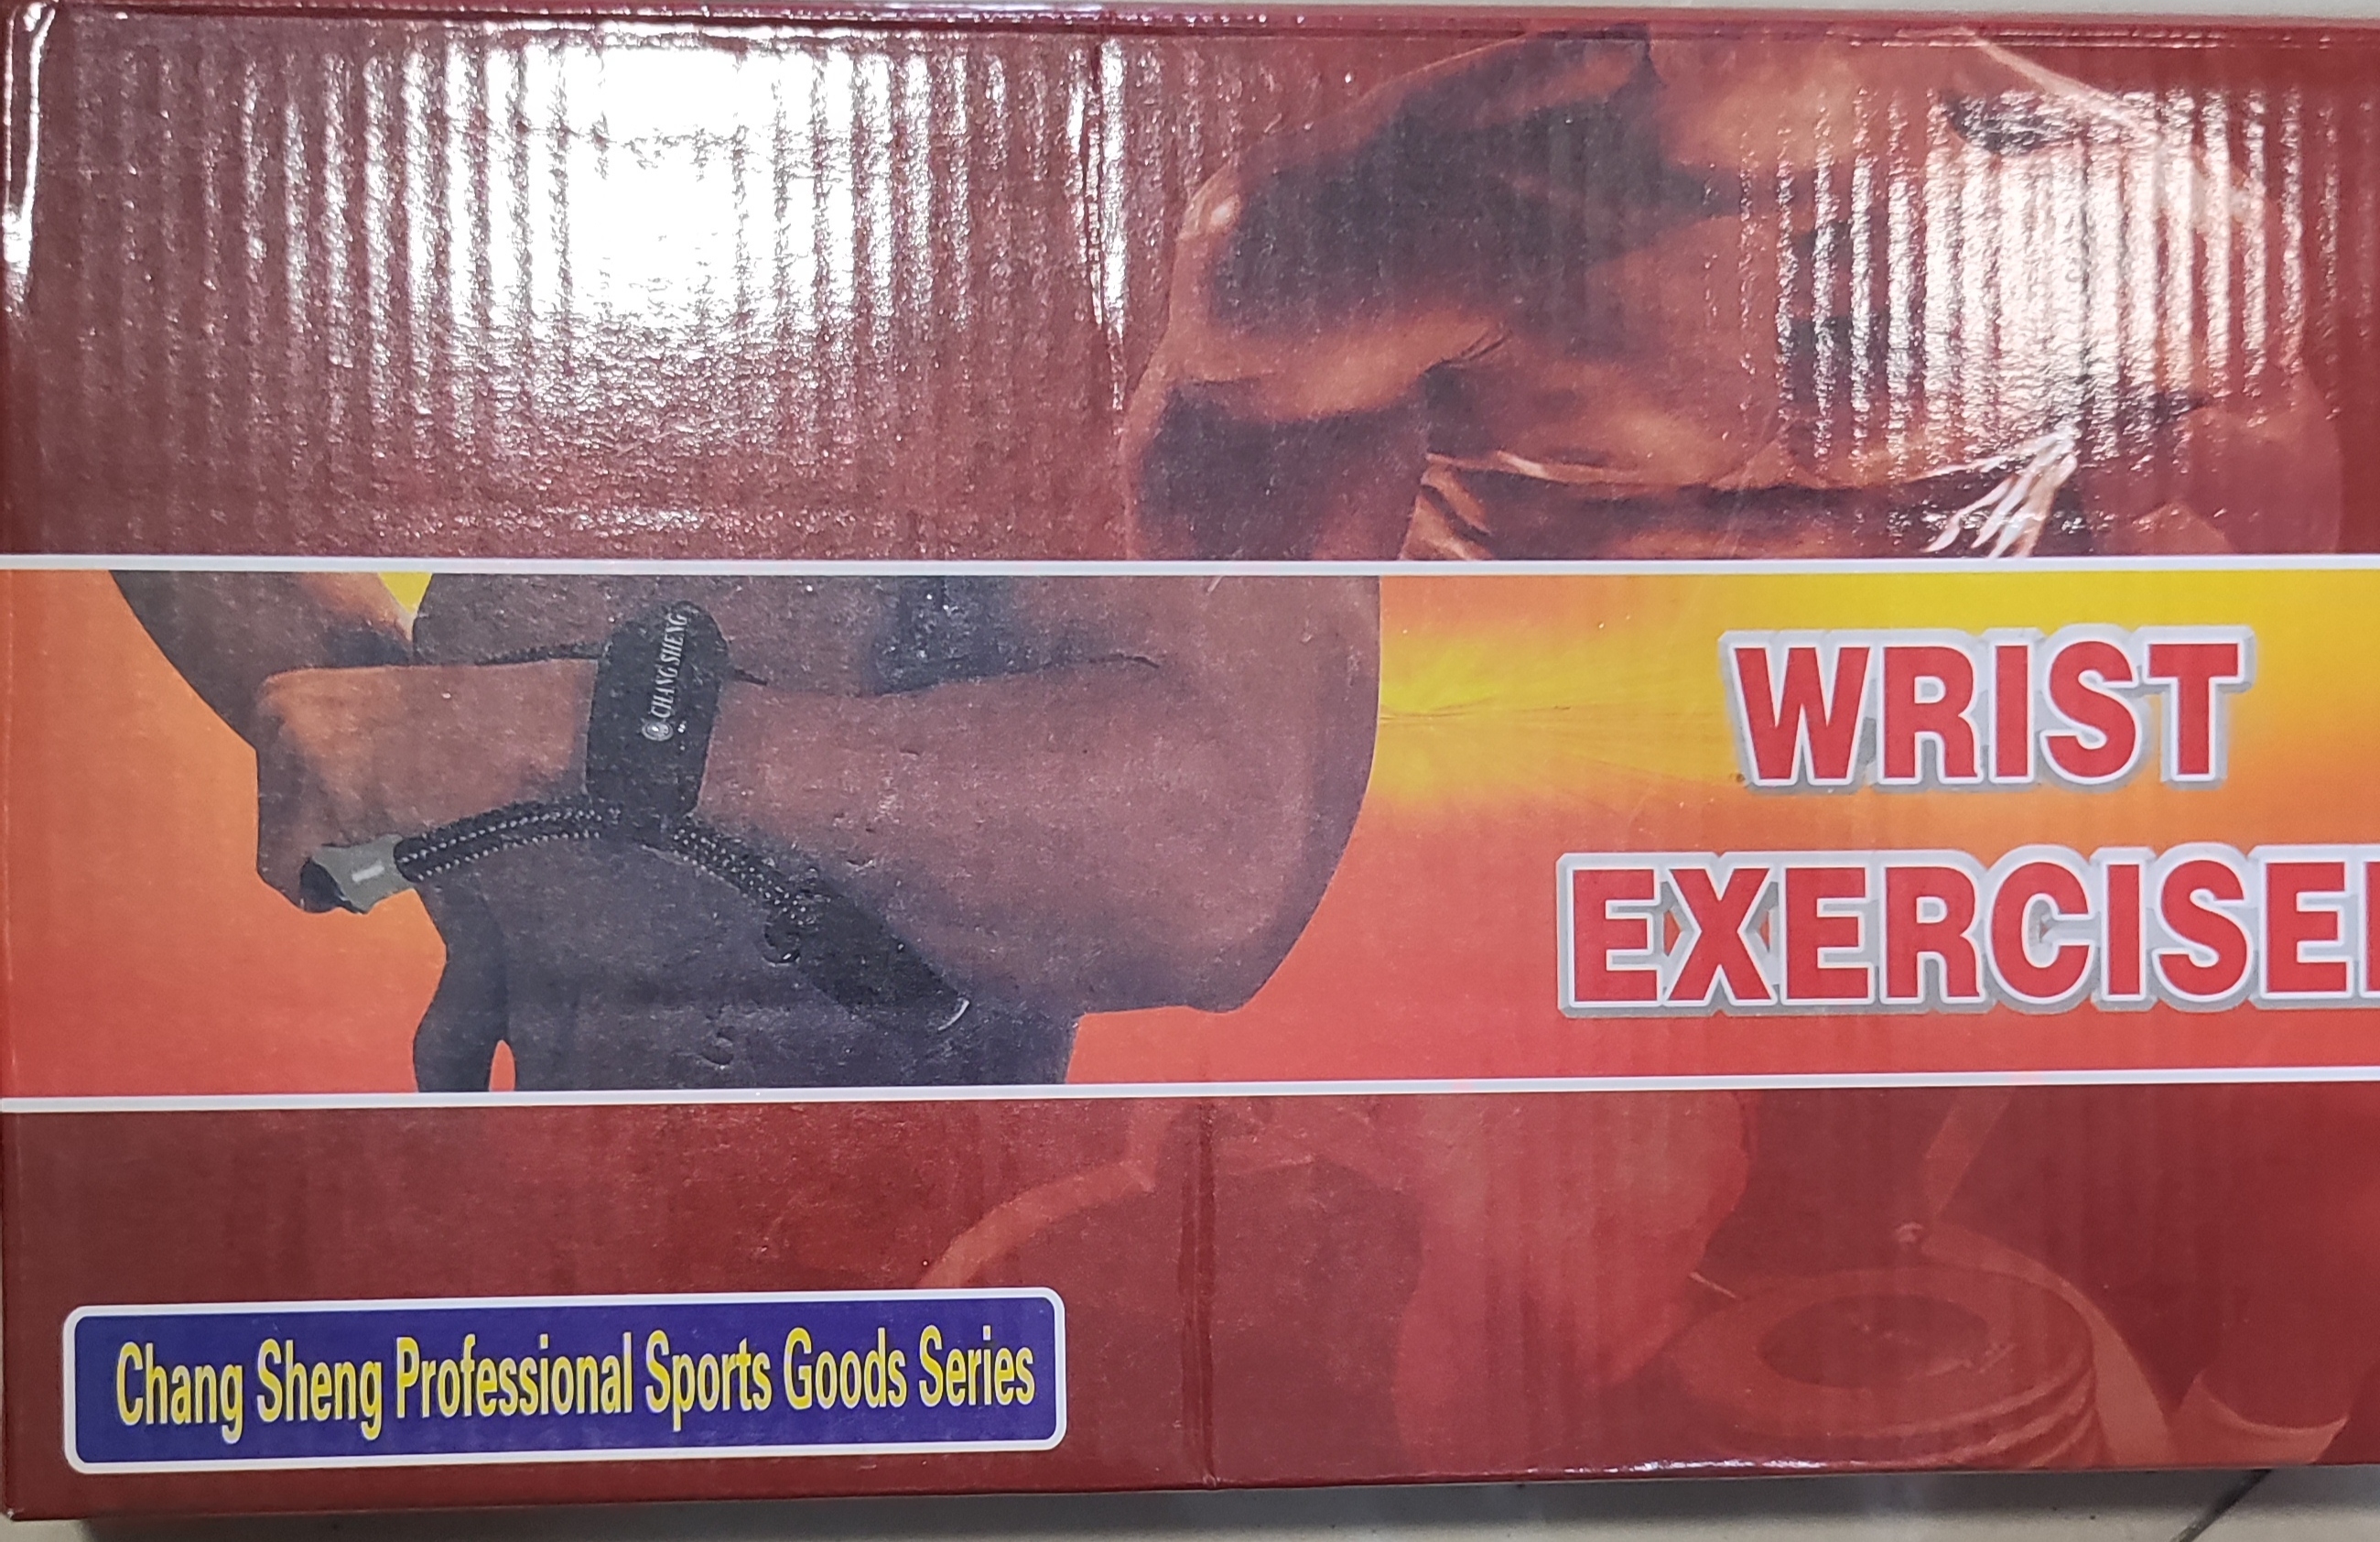 CHANG SHENG
WRIST
EXERCISE
Chang Sheng Professional Sports Goods Series